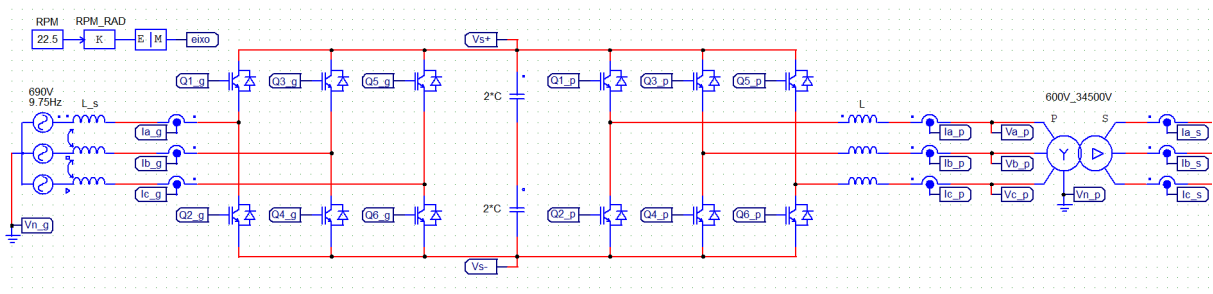 RPM
RPM_RAD
22.5
K
E
M
eixo
Vs+
Q1_g
Q3_g
Q5_g
Q1_p
Q3_p
Q5_p
690V
9.75Hz
L_s
2*C
L
600V_34500V
P
S
Ia_g
Ia_p
Va_p
Ia_s
Ib_g
Ib_p
Vb_p
Y
Ib_s
Ic_g
Ic_p
Vc_p
Vn_p
Ic_s
Q2_g
Q4_g
Q6_g
2*C
Q2_p
Q4_p
Q6_p
Vn_g
Vs-